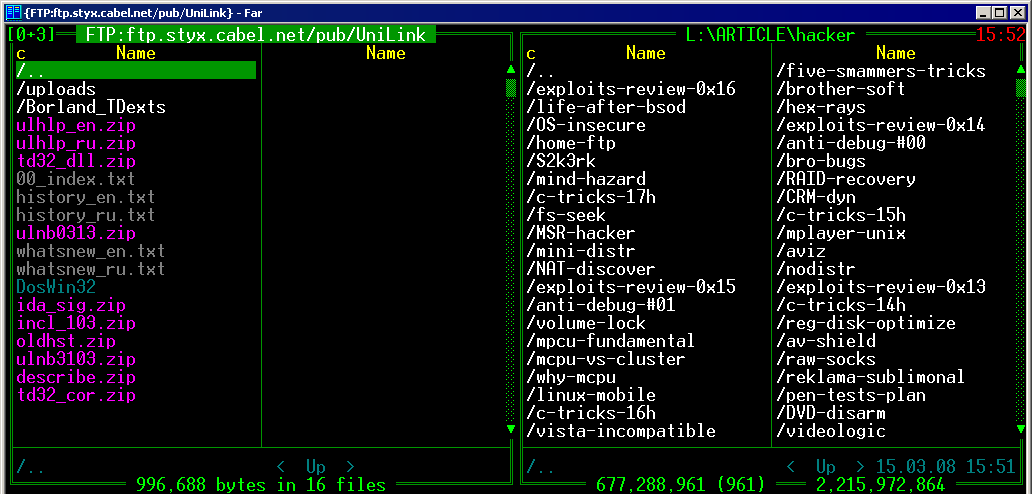 {FTP:ftp.styx.cabel.net/pub/UniLink} - Far
[0+3] FTP:ftp.styx.cabel.net/pub/UniLink
c Name Name
/..
/uploads
/Borland_TDexts
ulhlp_en.zip
ulhlp_ru.zip
td32_dll.zip
00_index.txt
history_en.txt
history_ru.txt
ulnb0313.zip
whatsnew_en.txt
whatsnew_ru.txt
DosWin32
ida_sig.zip
incl_103.zip
oldhst.zip
ulnb3103.zip
describe.zip
td32_cor.zip
/.. < Up >
996,688 bytes in 16 files
L:\ARTICLE\hacker 15:52
c Name Name
/..
/exploits-review-0x16
/life-after-bsod
/OS-insecure
/home-ftp
/S2k3rk
/mind-hazard
/c-tricks-17h
/fs-seek
/MSR-hacker
/mini-distr
/NAT-discover
/exploits-review-0x15
/anti-debug-#01
/volume-lock
/mpcu-fundamental
/mcpu-vs-cluster
/why-mcpu
/linux-mobile
/c-tricks-16h
/vista-incompatible
/five-smammers-tricks
/brother-soft
/hex-rays
/exploits-review-0x14
/anti-debug-#00
/bro-bugs
/RAID-recovery
/CRM-dyn
/c-tricks-15h
/mplayer-unix
/aviz
/nodistr
/exploits-review-0x13
/c-tricks-14h
/reg-disk-optimize
/av-shield
/raw-socks
/reklama-sublimonal
/pen-tests-plan
/DVD-disarm
/videologic
/.. < Up > 15.03.08 15:51
677,288,961 (961) 2,215,972,864